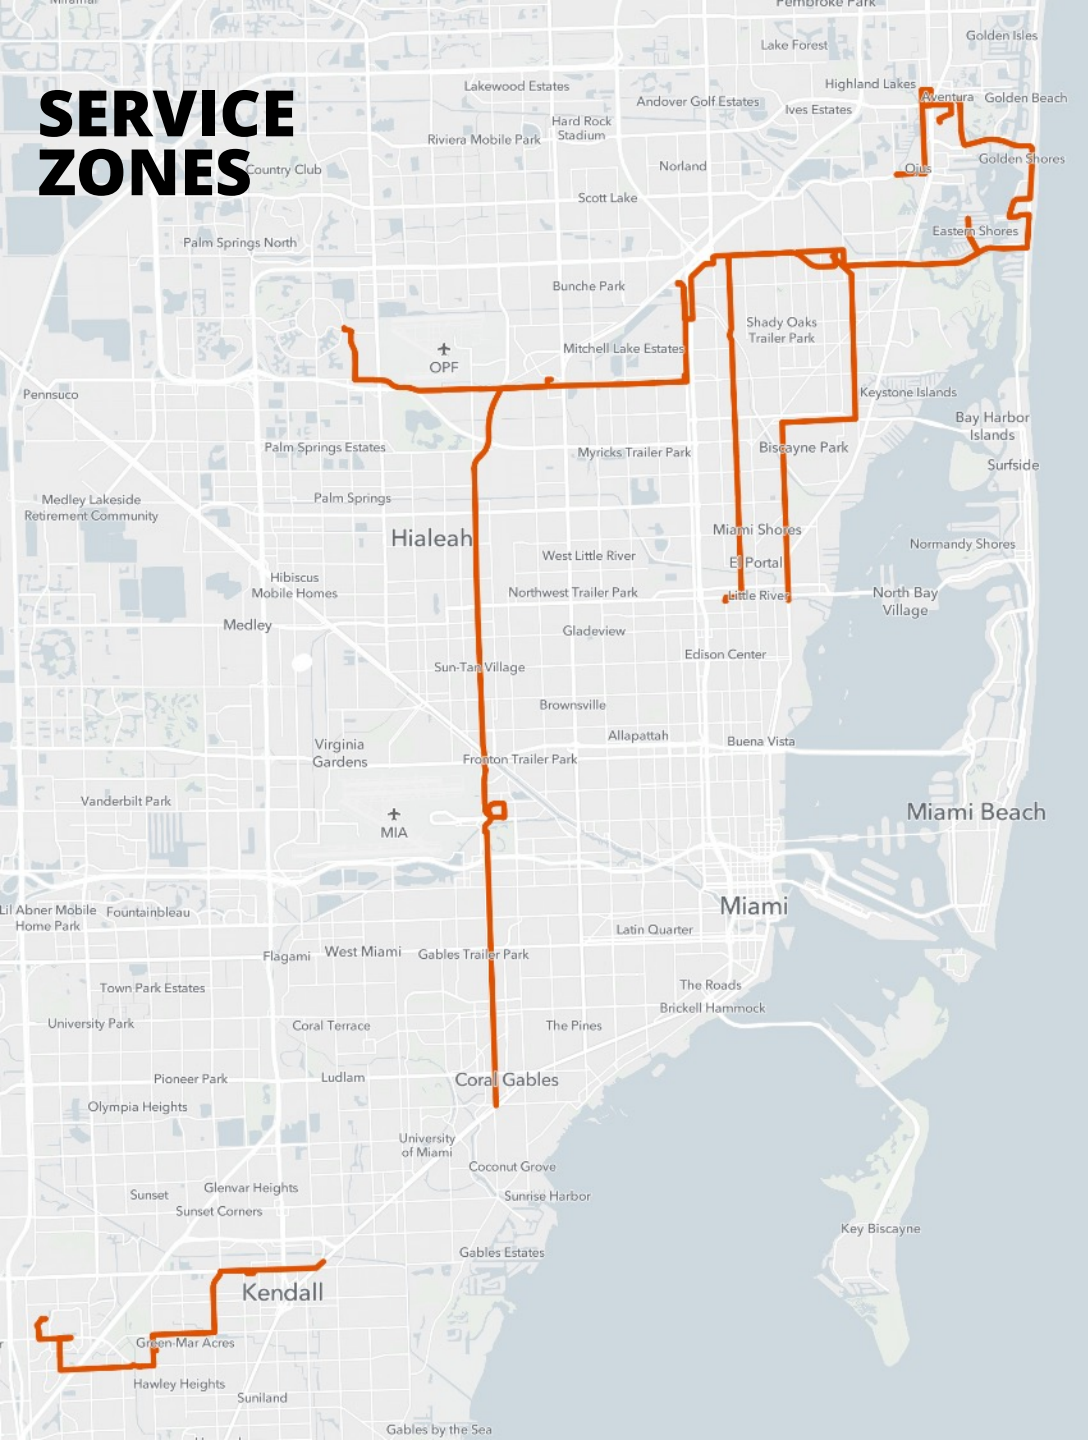 Miramar
Pembroke Park
Golden Isles
Lake Forest
Highland Lakes
Lakewood Estates
SERVICE
ZONES
Aventura
Golden Beach
Andover Golf Estates
Ives Estates
Hard Rock
Stadium
Riviera Mobile Park
Golden Shores
Country Club
Norland
Ojus
Scott Lake
Eastern Shores
Palm Springs North
Bunche Park
Shady Oaks
Trailer Park
Mitchell Lake Estates
OPF
Pennsuco
Keystone Islands
Bay Harbor
Islands
Palm Springs Estates
Myricks Trailer Park
Biscayne Park
Surfside
Medley Lakeside
Retirement Community
Palm Springs
Hialeah
Miami Shores
Normandy Shores
West Little River
El Portal
Hibiscus
Mobile Homes
Northwest Trailer Park
Little River
North Bay
Village
Medley
Gladeview
Edison Center
Sun-Tan Village
Brownsville
Allapattah
Buena Vista
Virginia
Gardens
Fronton Trailer Park
Vanderbilt Park
MIA
Miami Beach
Lil Abner Mobile
Home Park
Fountainbleau
Miami
Latin Quarter
Flagami
West Miami
Gables Trailer Park
Town Park Estates
The Roads
Brickell Hammock
University Park
Coral Terrace
The Pines
Pioneer Park
Ludlam
Coral Gables
Olympia Heights
University
of Miami
Coconut Grove
Sunset
Glenvar Heights
Sunrise Harbor
Sunset Corners
Key Biscayne
Gables Estates
Kendall
Green-Mar Acres
Hawley Heights
Suniland
Gables by the Sea